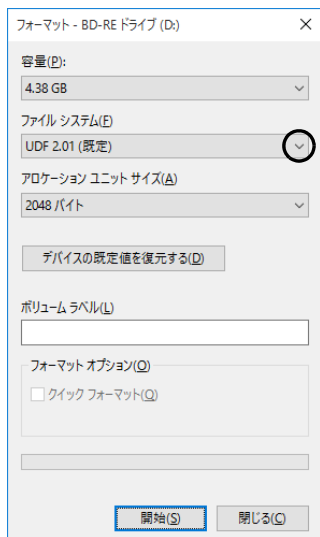 フォーマット - BD-RE ドライブ (D:)
容量(P):
4.38 GB
ファイル システム(F)
UDF 2.01 (既定)
アロケーション ユニット サイズ(A)
2048 バイト
デバイスの既定値を復元する(D)
ボリューム ラベル(L)
フォーマット オプション(O)
クイック フォーマット(Q)
開始(S)
閉じる(C)